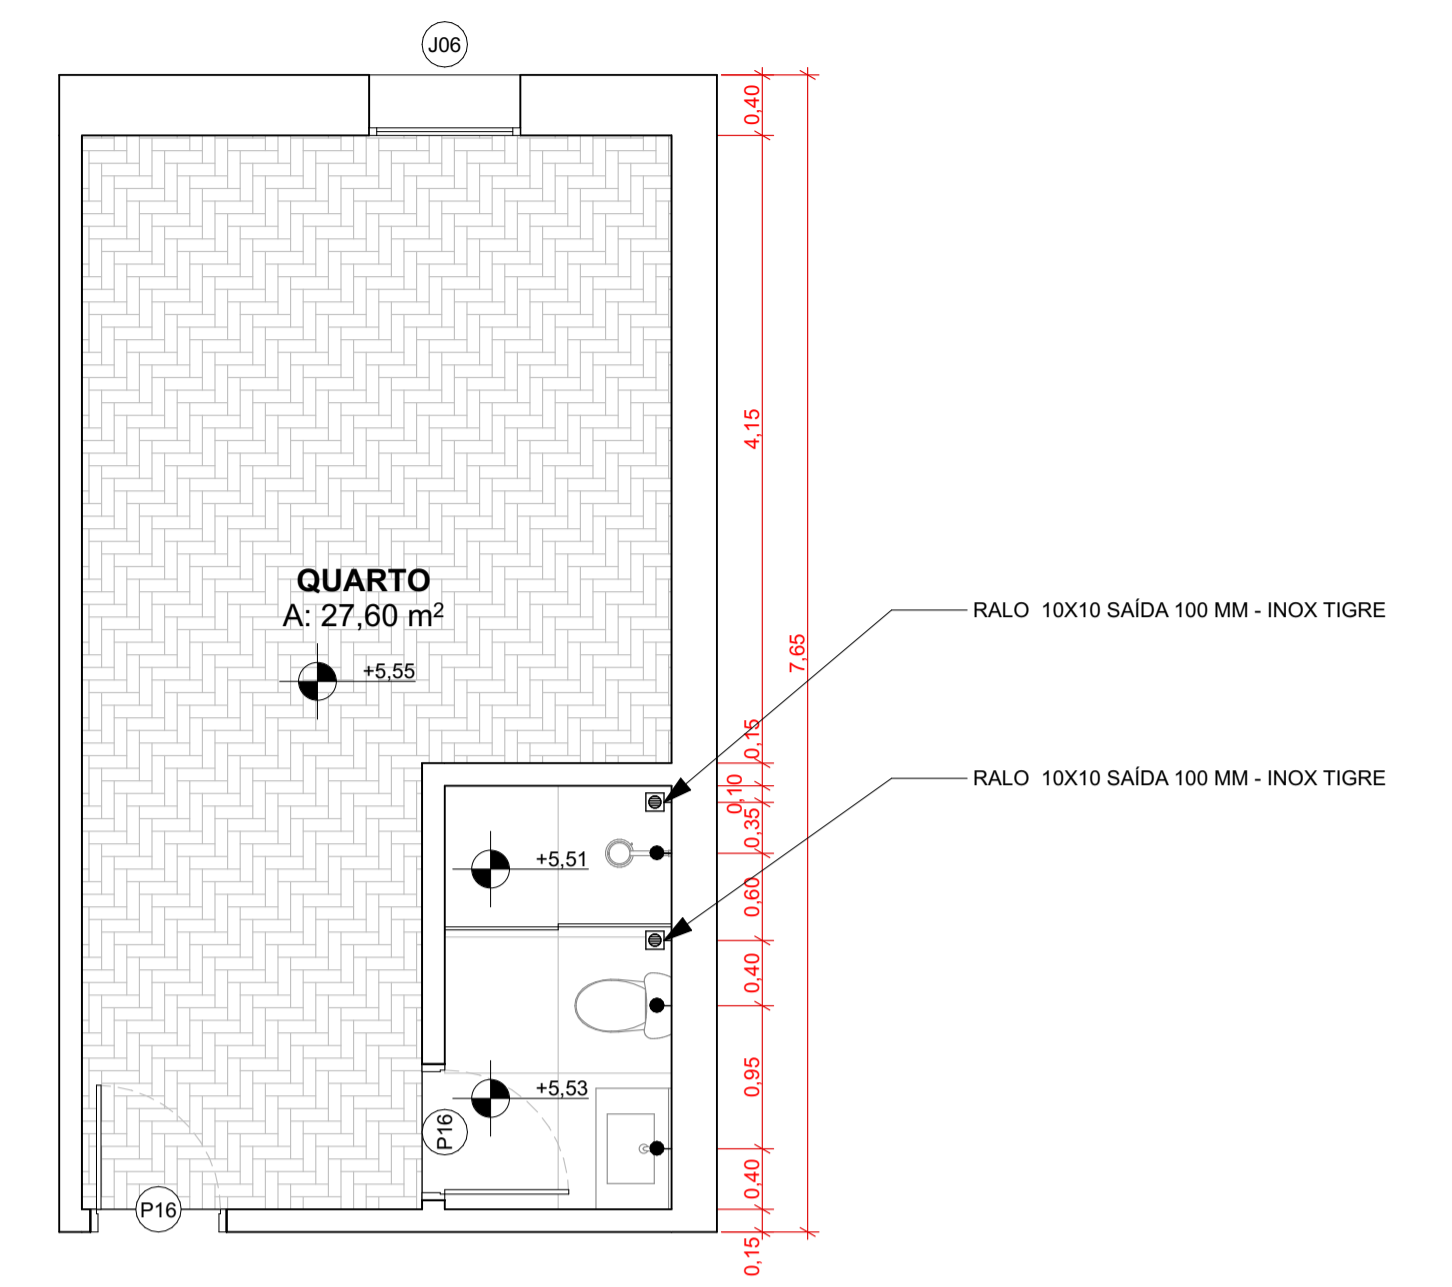 J06
0,40
4,15
QUARTO
A: 27,60 m²
RALO 10X10 SAÍDA 100 MM - INOX TIGRE
7,65
+5,55
0,15
RALO 10X10 SAÍDA 100 MM - INOX TIGRE
0,10
0,35
+5,51
0,60
0,40
0,95
+5,53
P16
0,40
P16
0,15